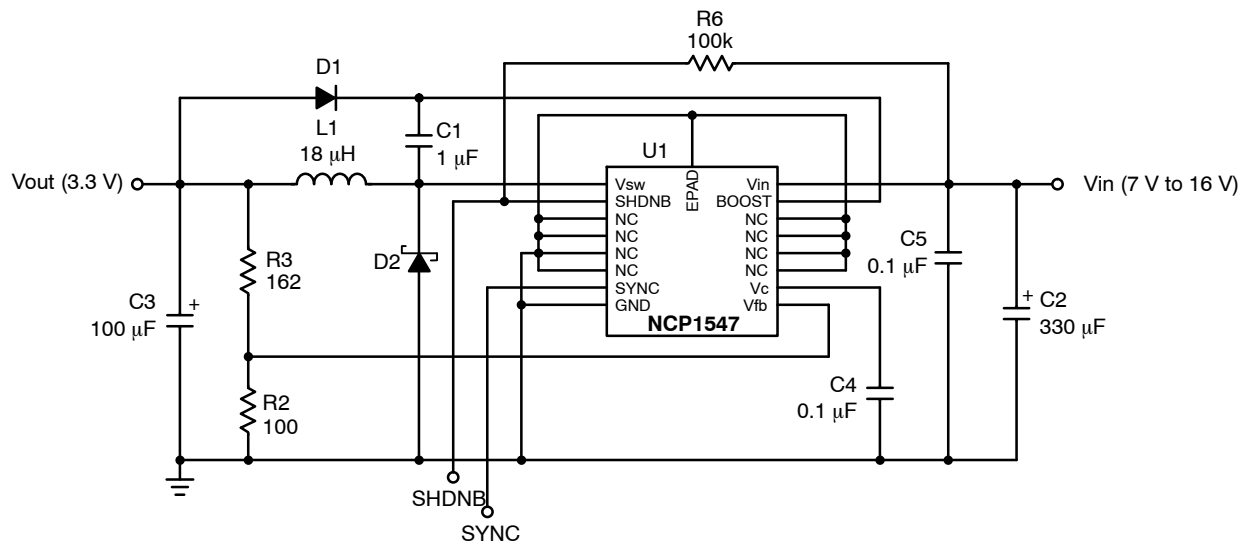 R6
100k
D1
L1
18 μH
C1
1 μF
U1
Vout (3.3 V)
Vin (7 V to 16 V)
Vsw
SHDNB
NC
NC
NC
NC
SYNC
GND
EPAD
Vin
BOOST
NC
NC
NC
NC
Vc
Vfb
NCP1547
R3
162
D2
C5
0.1 μF
C3
+
100 μF
+
C2
330 μF
C4
0.1 μF
R2
100
SHDNB
SYNC